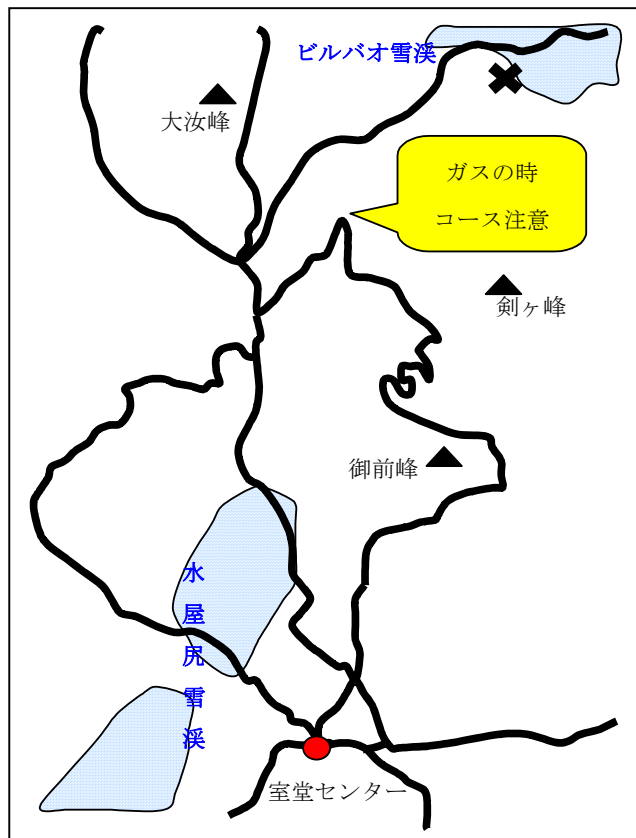 ビルバオ雪渓
大汝峰
ガスの時
コース注意
剣ヶ峰
御前峰
水屋尻雪渓
室堂センター